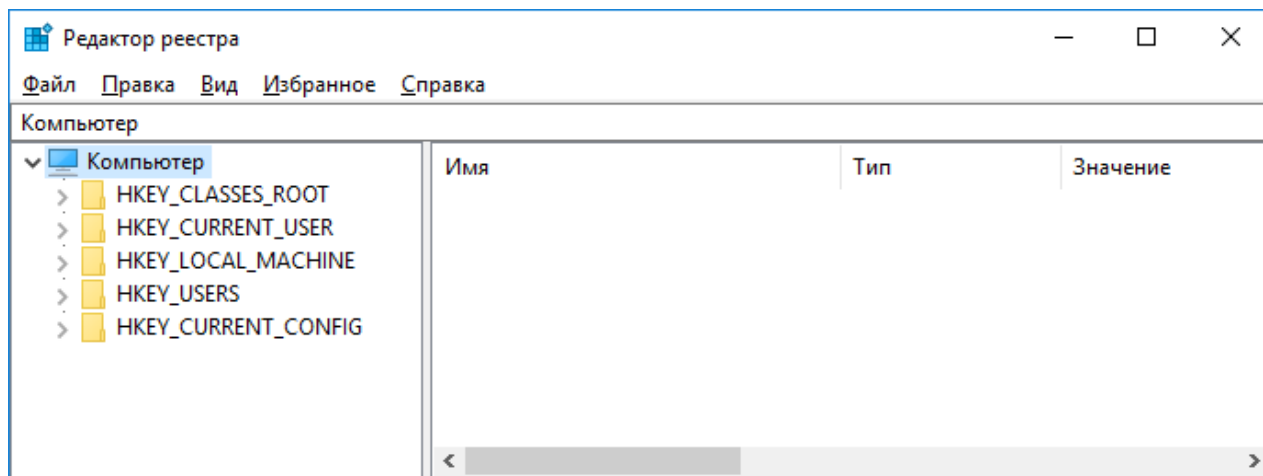 Редактор реестра
Файл Правка Вид Избранное Справка
Компьютер
Компьютер
HKEY_CLASSES_ROOT
HKEY_CURRENT_USER
HKEY_LOCAL_MACHINE
HKEY_USERS
HKEY_CURRENT_CONFIG
Имя Тип Значение